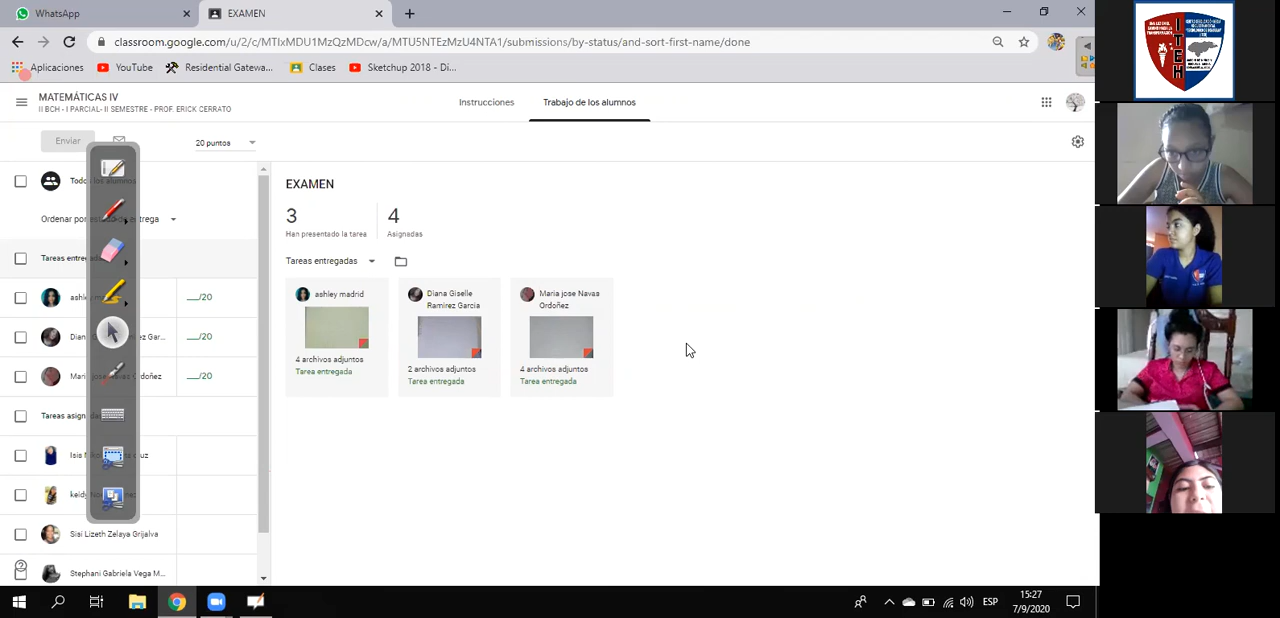 WhatsApp
EXAMEN
classroom.google.com/u/2/c/MTIxMDU1MzQzMDcw/a/MTU5NTEzMzU4NTA1/submissions/by-status/and-sort-first-name/done
Aplicaciones
YouTube
Residential Gatewa...
Clases
Sketchup 2018 - Di...
MATEMÁTICAS IV
II BCH - I PARCIAL- II SEMESTRE - PROF. ERICK CERRATO
Instrucciones
Trabajo de los alumnos
Enviar
20 puntos
EXAMEN
3
Han presentado la tarea
4
Asignadas
Tareas entregadas
ashley madrid
4 archivos adjuntos
Tarea entregada
Diana Giselle
Ramirez Garcia
2 archivos adjuntos
Tarea entregada
Maria jose Navas
Ordoñez
4 archivos adjuntos
Tarea entregada
__/20
__/20
__/20
Sisi Lizeth Zelaya Grijalva
Stephani Gabriela Vega M...
ITEH
ESP
15:27
7/9/2020